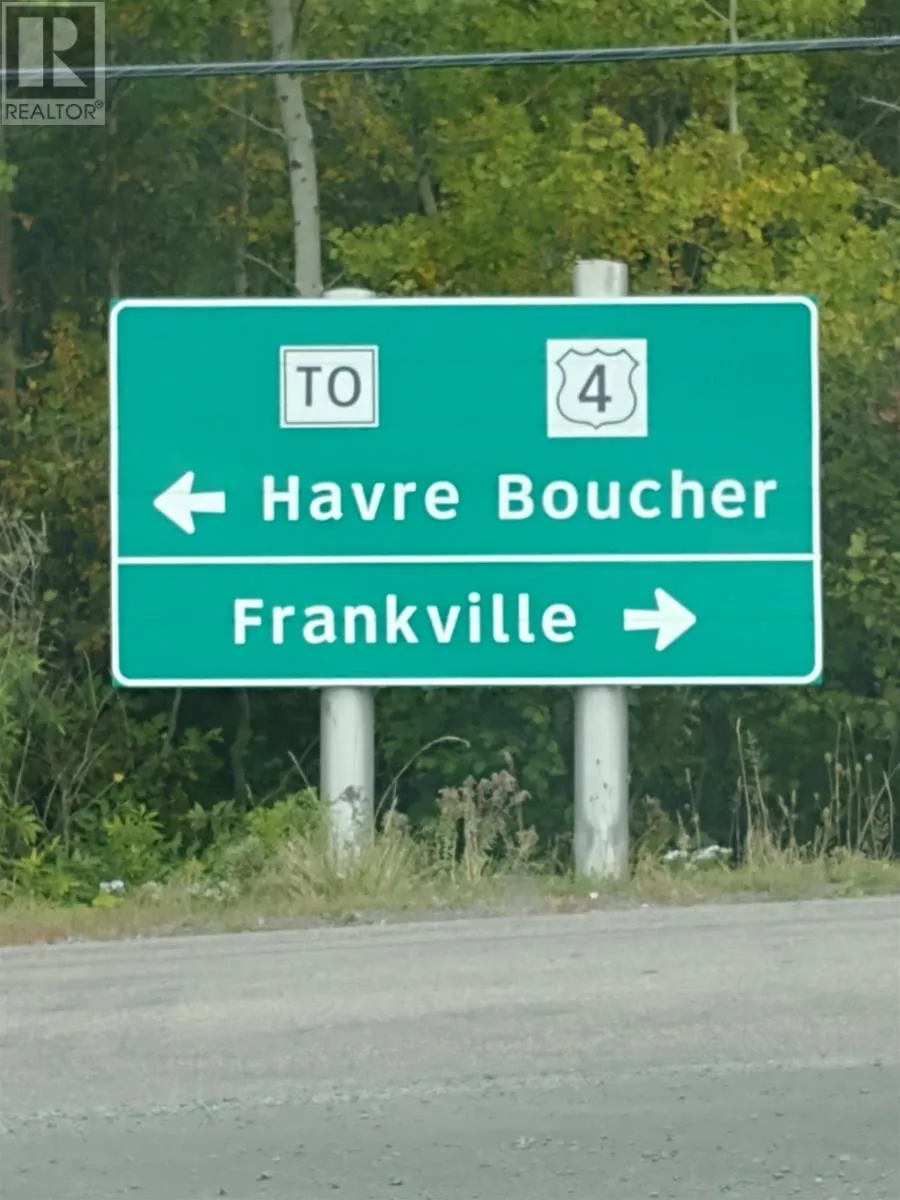 R
REALTOR®
TO 4
Havre Boucher
Frankville